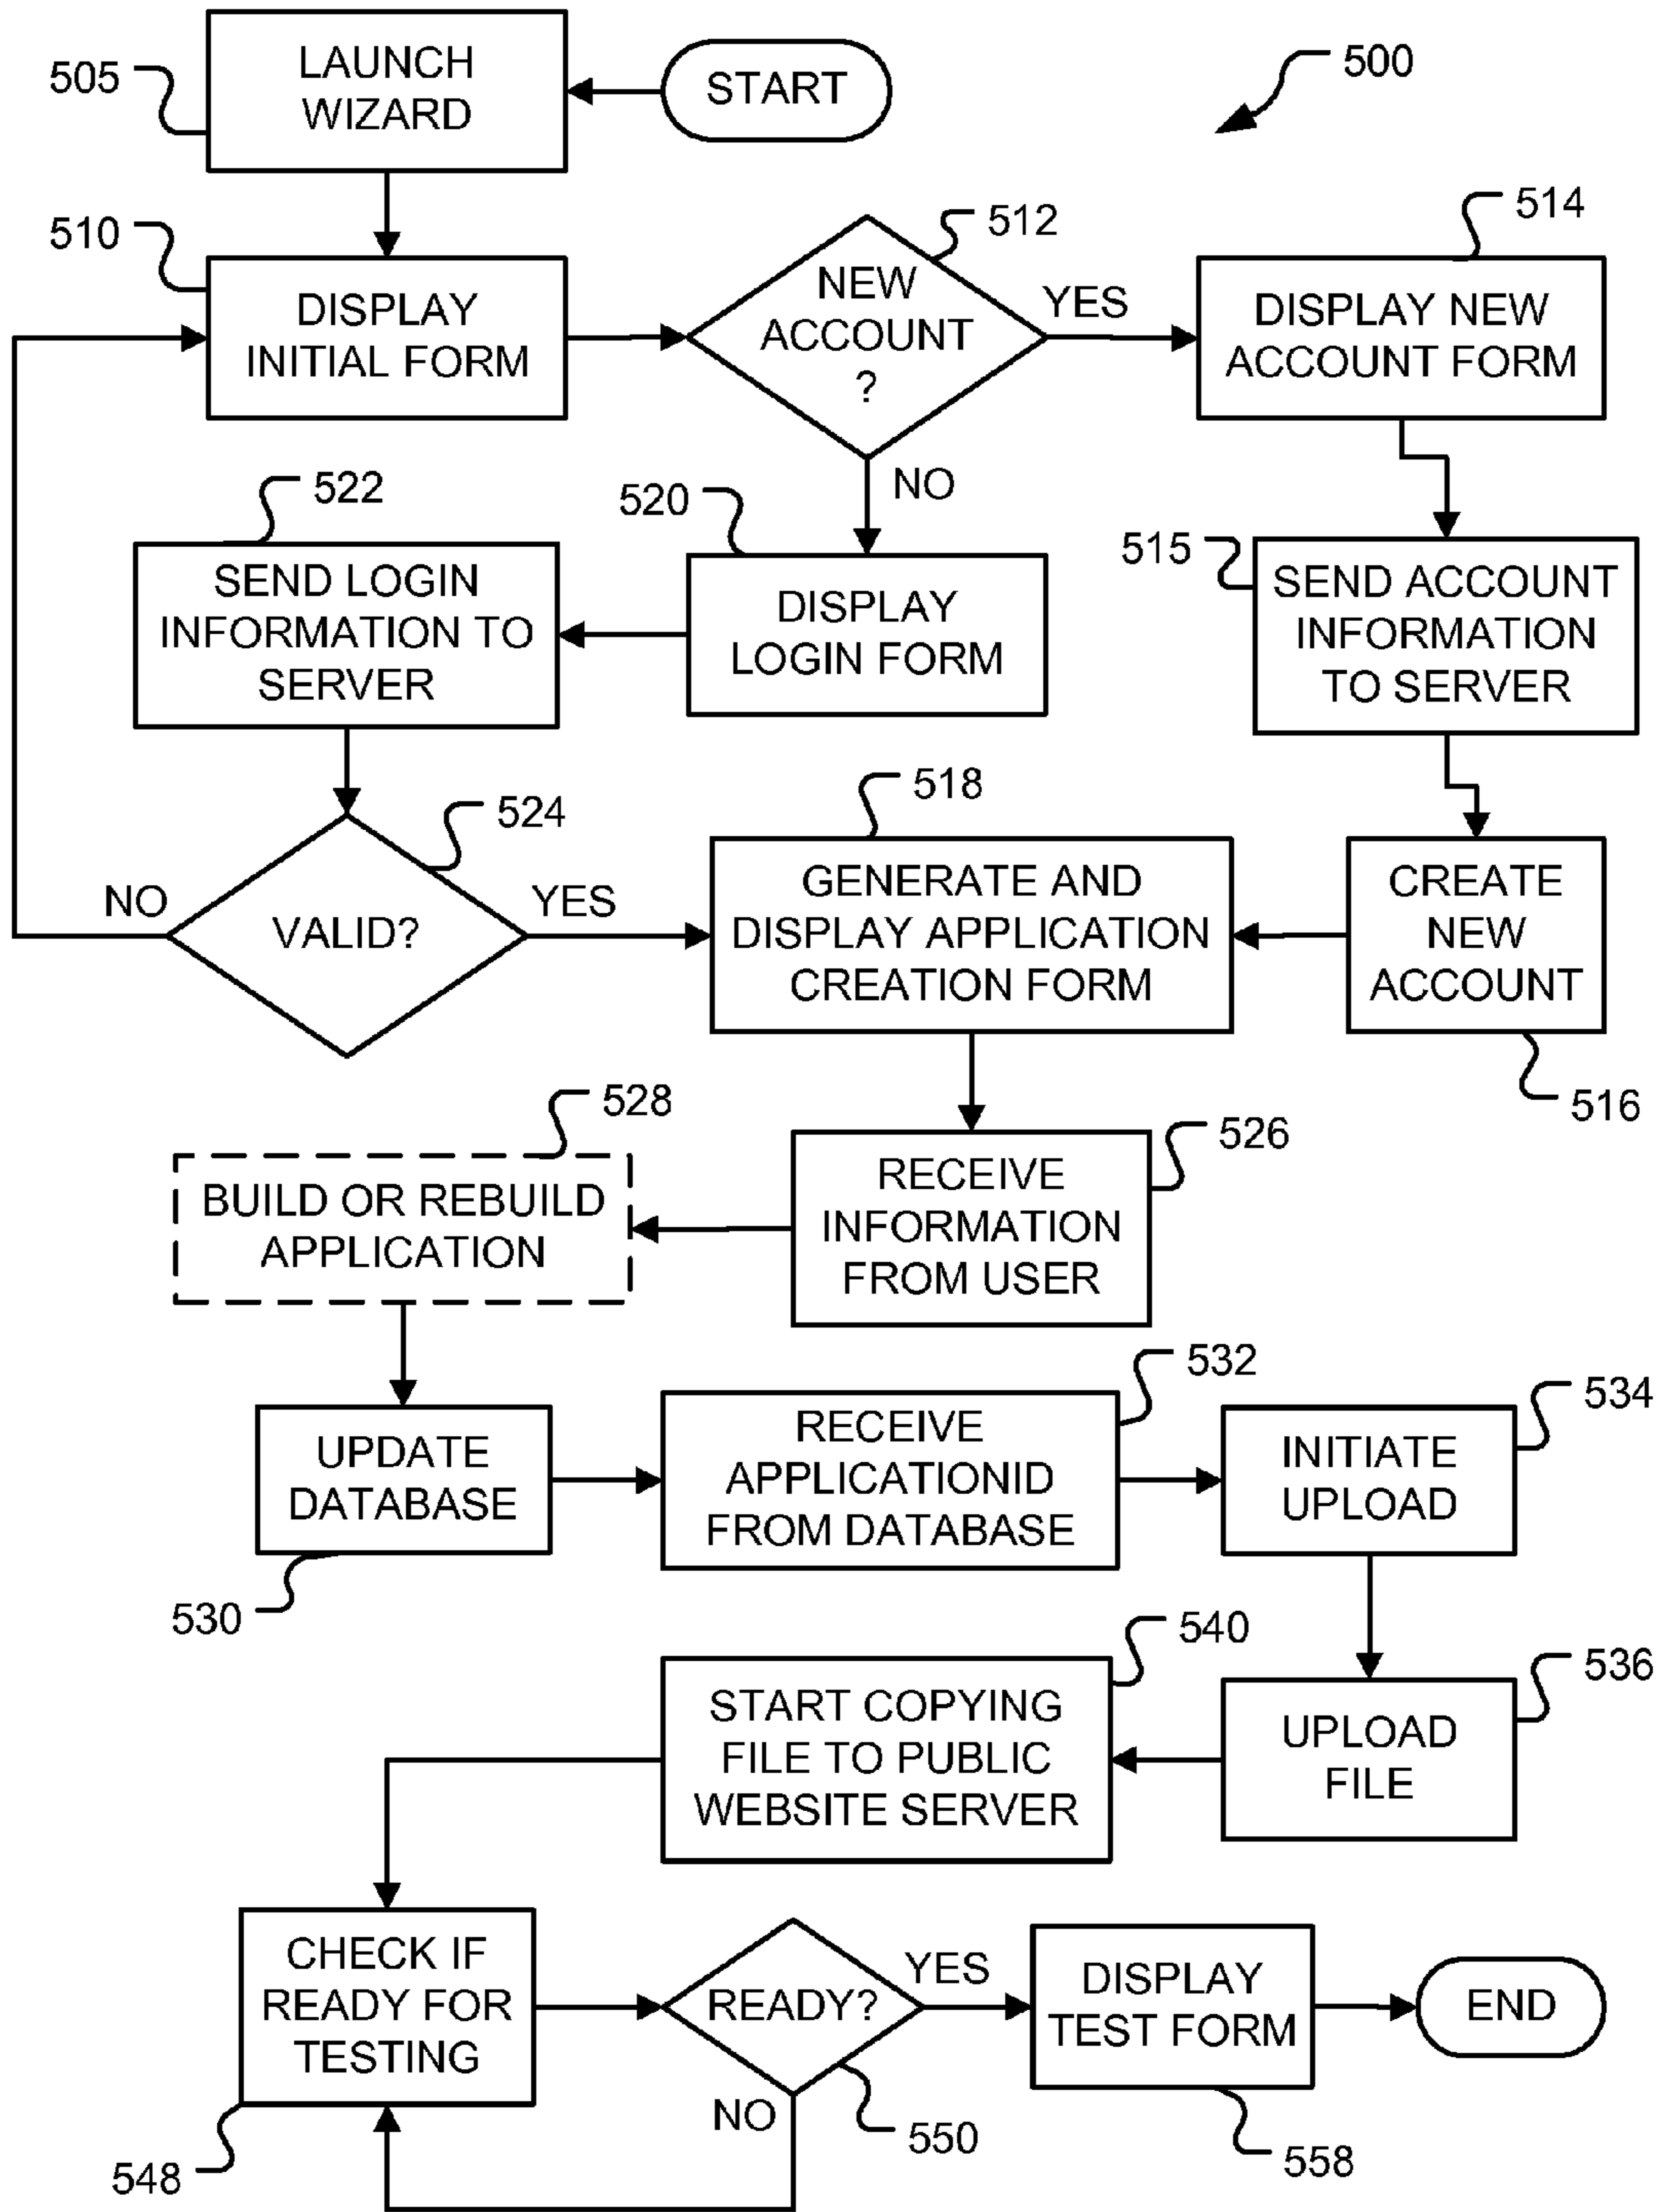 LAUNCH
WIZARD
505
START
500
510
DISPLAY
INITIAL FORM
512
NEW
ACCOUNT
?
YES
NO
514
DISPLAY NEW
ACCOUNT FORM
522
SEND LOGIN
INFORMATION TO
SERVER
520
DISPLAY
LOGIN FORM
515
SEND ACCOUNT
INFORMATION
TO SERVER
524
NO
VALID?
YES
518
GENERATE AND
DISPLAY APPLICATION
CREATION FORM
CREATE
NEW
ACCOUNT
516
528
BUILD OR REBUILD
APPLICATION
526
RECEIVE
INFORMATION
FROM USER
UPDATE
DATABASE
530
532
RECEIVE
APPLICATIONID
FROM DATABASE
534
INITIATE
UPLOAD
540
START COPYING
FILE TO PUBLIC
WEBSITE SERVER
536
UPLOAD
FILE
CHECK IF
READY FOR
TESTING
548
READY?
YES
NO
550
DISPLAY
TEST FORM
558
END